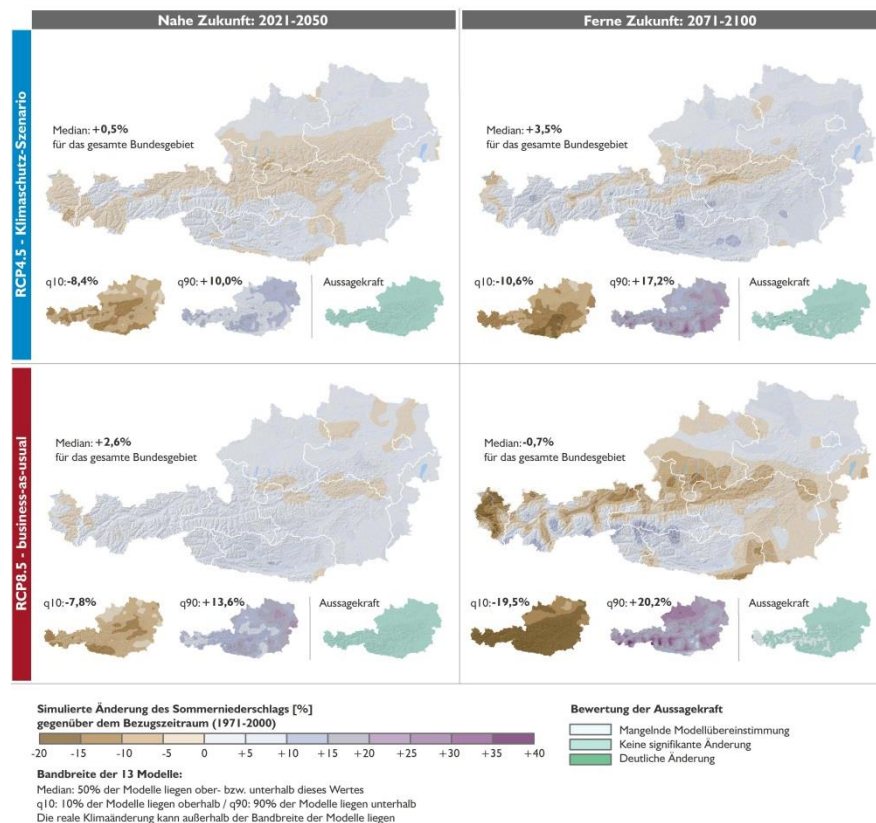 Nahe Zukunft: 2021-2050
Ferne Zukunft: 2071-2100
RCP4.5 - Klimaschutz-Szenario
Median: +0,5%
für das gesamte Bundesgebiet
q10:-8,4%
q90:+10,0%
Aussagekraft
Median: +3,5%
für das gesamte Bundesgebiet
q10:-10,6%
q90:+17,2%
Aussagekraft
RCP8.5 - business-as-usual
Median: +2,6%
für das gesamte Bundesgebiet
q10:-7,8%
q90:+13,6%
Aussagekraft
Median:-0,7%
für das gesamte Bundesgebiet
q10:-19,5%
q90:+20,2%
Aussagekraft
Simulierte Änderung des Sommerniederschlags [%]
gegenüber dem Bezugszeitraum (1971-2000)
-20 -15 -10 -5 0 +5 +10 +15 +20 +25 +30 +35 +40
Bandbreite der 13 Modelle:
Median: 50% der Modelle liegen ober- bzw. unterhalb dieses Wertes
q10: 10% der Modelle liegen oberhalb / q90: 90% der Modelle liegen unterhalb
Die reale Klimaänderung kann außerhalb der Bandbreite der Modelle liegen
Bewertung der Aussagekraft
Mangelnde Modellübereinstimmung
Keine signifikante Änderung
Deutliche Änderung